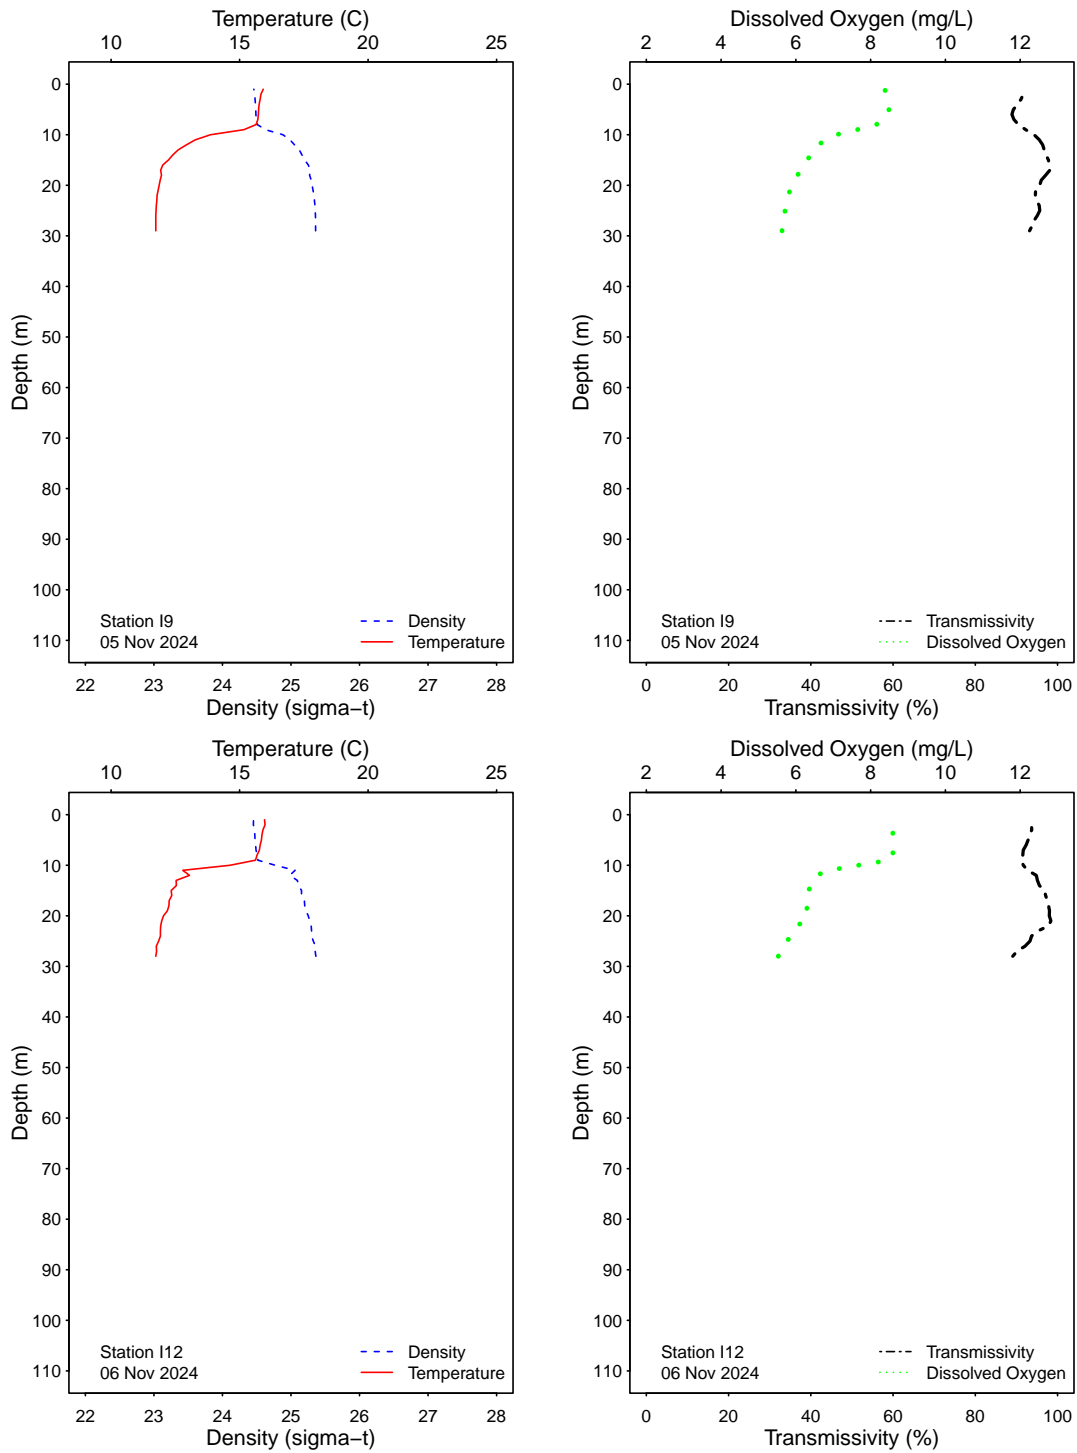 Temperature (C)
10 15 20 25
0
10
20
30
40
50
60
70
80
90
100
110
Depth (m)
Station I9
05 Nov 2024
Density
Temperature
22 23 24 25 26 27 28
Density (sigma−t)
Dissolved Oxygen (mg/L)
2 4 6 8 10 12
0
10
20
30
40
50
60
70
80
90
100
110
Depth (m)
Station I9
05 Nov 2024
Transmissivity
Dissolved Oxygen
0 20 40 60 80 100
Transmissivity (%)
Temperature (C)
10 15 20 25
0
10
20
30
40
50
60
70
80
90
100
110
Depth (m)
Station I12
06 Nov 2024
Density
Temperature
22 23 24 25 26 27 28
Density (sigma−t)
Dissolved Oxygen (mg/L)
2 4 6 8 10 12
0
10
20
30
40
50
60
70
80
90
100
110
Depth (m)
Station I12
06 Nov 2024
Transmissivity
Dissolved Oxygen
0 20 40 60 80 100
Transmissivity (%)